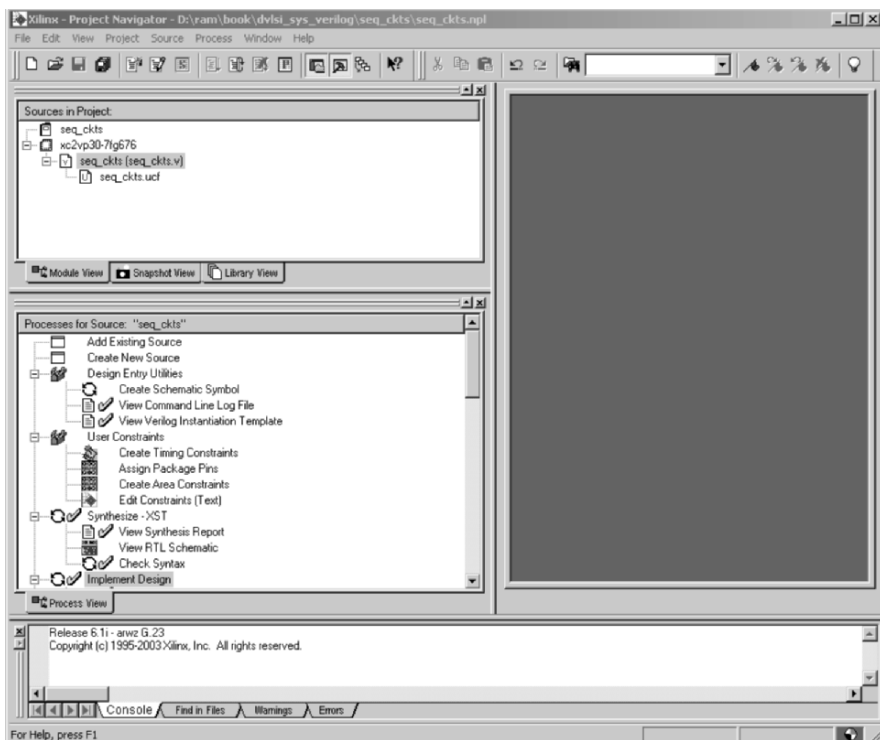 Xilinx - Project Navigator - D:\ram\book\dvlsi_sys_verilog\seq_ckts\seq_ckts.npl
File Edit View Project Source Process Window Help
Sources in Project:
seq_ckts
xc2vp30-7fg676
seq_ckts (seq_ckts.v)
seq_ckts.ucf
Module View Snapshot View Library View
Processes for Source: "seq_ckts"
Add Existing Source
Create New Source
Design Entry Utilities
Create Schematic Symbol
View Command Line Log File
View Verilog Instantiation Template
User Constraints
Create Timing Constraints
Assign Package Pins
Create Area Constraints
Edit Constraints (Text)
Synthesize - XST
View Synthesis Report
View RTL Schematic
Check Syntax
Implement Design
Process View
Release 6.1i - arwz G.23
Copyright (c) 1995-2003 Xilinx, Inc. All rights reserved.
Console Find in Files Warnings Errors
For Help, press F1